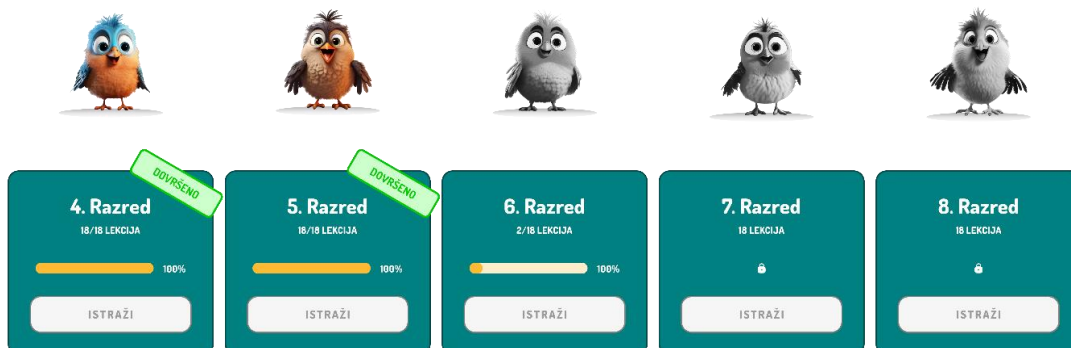 DOVRŠENO
4. Razred
18/18 LEKCIJA
100%
ISTRAŽI
DOVRŠENO
5. Razred
18/18 LEKCIJA
100%
ISTRAŽI
6. Razred
2/18 LEKCIJA
100%
ISTRAŽI
7. Razred
18 LEKCIJA
ISTRAŽI
8. Razred
18 LEKCIJA
ISTRAŽI